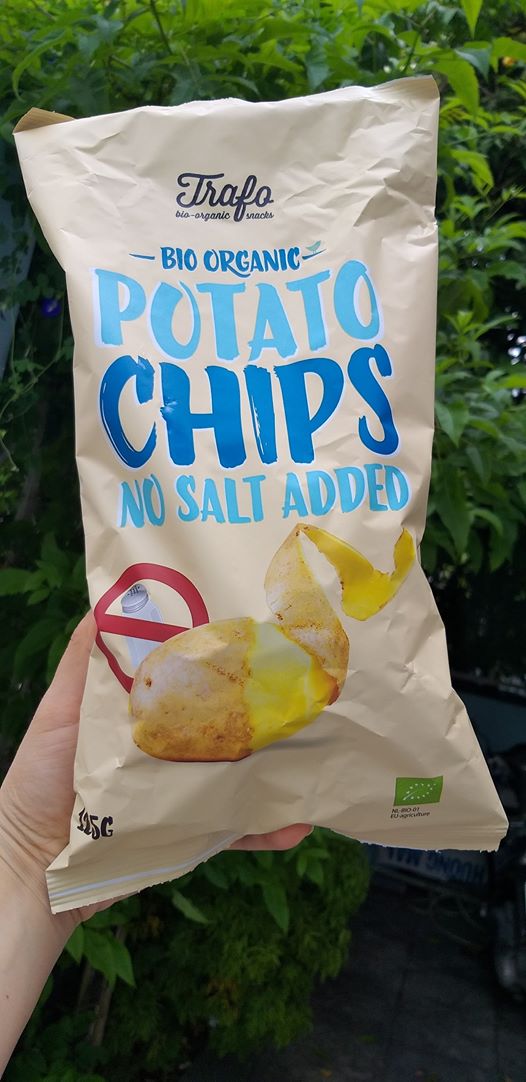 Trafo
bio-organic snacks
BIO ORGANIC
POTATO
CHIPS
NO SALT ADDED
125G
NL-BIO-01
EU-agriculture